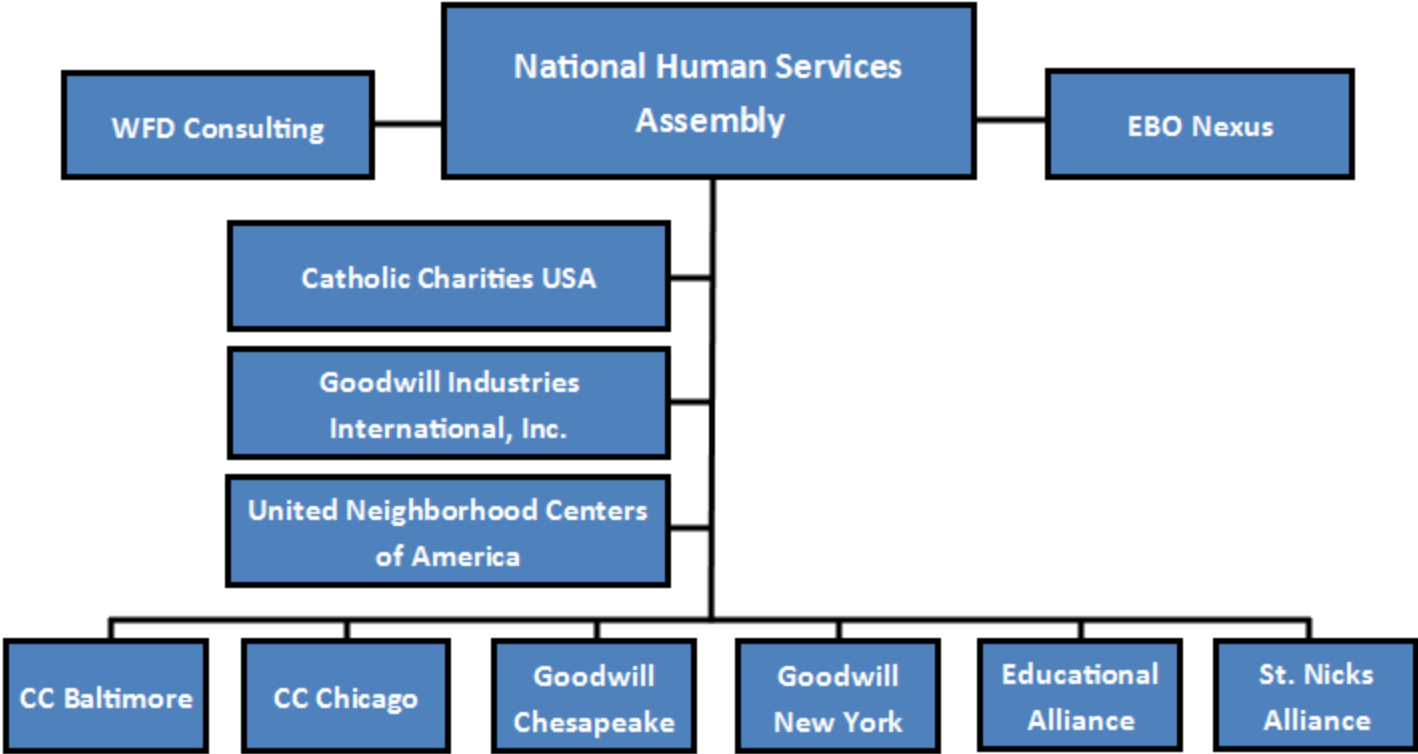 National Human Services
Assembly
WFD Consulting
EBO Nexus
Catholic Charities USA
Goodwill Industries
International, Inc.
United Neighborhood Centers
of America
CC Baltimore
CC Chicago
Goodwill
Chesapeake
Goodwill
New York
Educational
Alliance
St. Nicks
Alliance